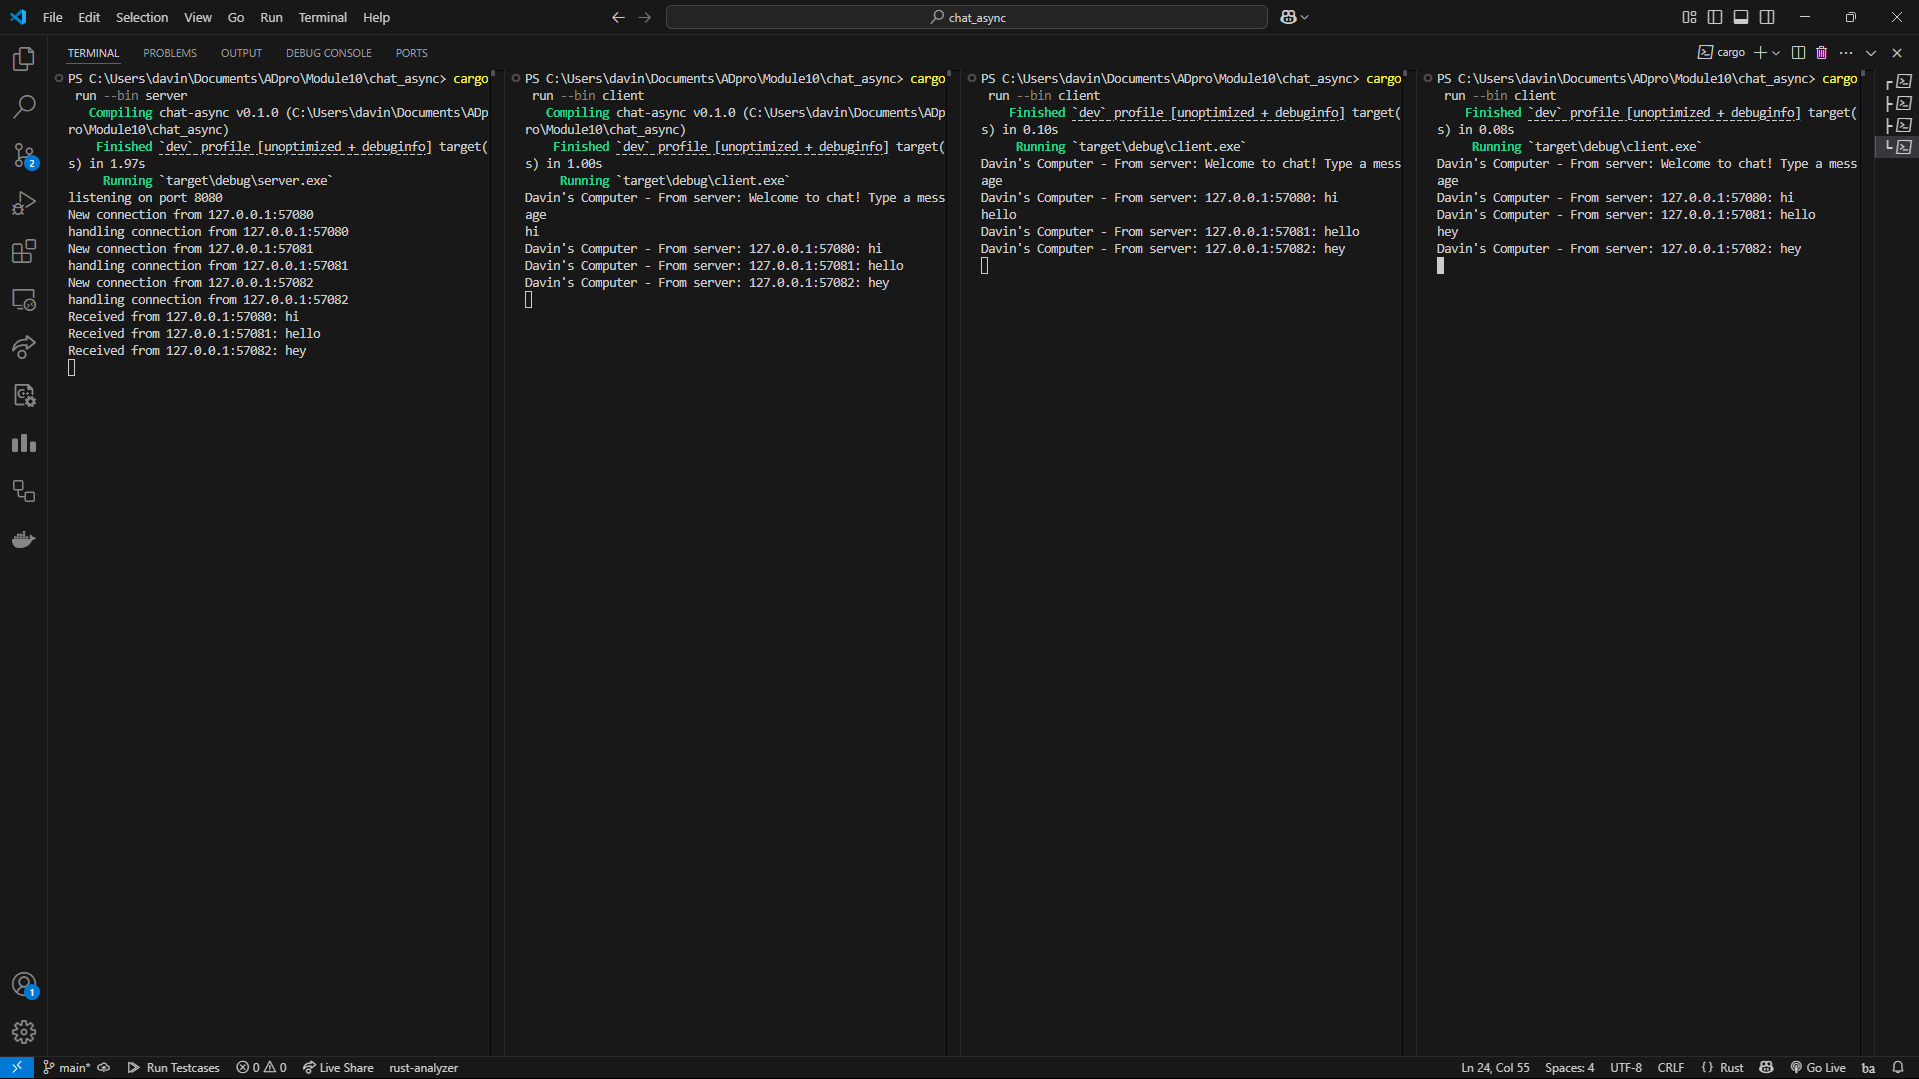 File Edit Selection View Go Run Terminal Help
chat_async
TERMINAL PROBLEMS OUTPUT DEBUG CONSOLE PORTS
cargo
PS C:\Users\davin\Documents\ADpro\Module10\chat_async> cargo
run --bin server
Compiling chat-async v0.1.0 (C:\Users\davin\Documents\ADp
ro\Module10\chat_async)
Finished `dev` profile [unoptimized + debuginfo] target(
s) in 1.97s
Running `target\debug\server.exe`
listening on port 8080
New connection from 127.0.0.1:57080
handling connection from 127.0.0.1:57080
New connection from 127.0.0.1:57081
handling connection from 127.0.0.1:57081
New connection from 127.0.0.1:57082
handling connection from 127.0.0.1:57082
Received from 127.0.0.1:57080: hi
Received from 127.0.0.1:57081: hello
Received from 127.0.0.1:57082: hey
PS C:\Users\davin\Documents\ADpro\Module10\chat_async> cargo
run --bin client
Compiling chat-async v0.1.0 (C:\Users\davin\Documents\ADp
ro\Module10\chat_async)
Finished `dev` profile [unoptimized + debuginfo] target(
s) in 1.00s
Running `target\debug\client.exe`
Davin's Computer - From server: Welcome to chat! Type a mess
age
hi
Davin's Computer - From server: 127.0.0.1:57080: hi
Davin's Computer - From server: 127.0.0.1:57081: hello
Davin's Computer - From server: 127.0.0.1:57082: hey
PS C:\Users\davin\Documents\ADpro\Module10\chat_async> cargo
run --bin client
Finished `dev` profile [unoptimized + debuginfo] target(
s) in 0.10s
Running `target\debug\client.exe`
Davin's Computer - From server: Welcome to chat! Type a mess
age
Davin's Computer - From server: 127.0.0.1:57080: hi
hello
Davin's Computer - From server: 127.0.0.1:57081: hello
Davin's Computer - From server: 127.0.0.1:57082: hey
PS C:\Users\davin\Documents\ADpro\Module10\chat_async> cargo
run --bin client
Finished `dev` profile [unoptimized + debuginfo] target(
s) in 0.08s
Running `target\debug\client.exe`
Davin's Computer - From server: Welcome to chat! Type a mess
age
Davin's Computer - From server: 127.0.0.1:57080: hi
Davin's Computer - From server: 127.0.0.1:57081: hello
hey
Davin's Computer - From server: 127.0.0.1:57082: hey
2
1
main* Run Testcases 0 0 Live Share rust-analyzer Ln 24, Col 55 Spaces: 4 UTF-8 CRLF {} Rust Go Live ba